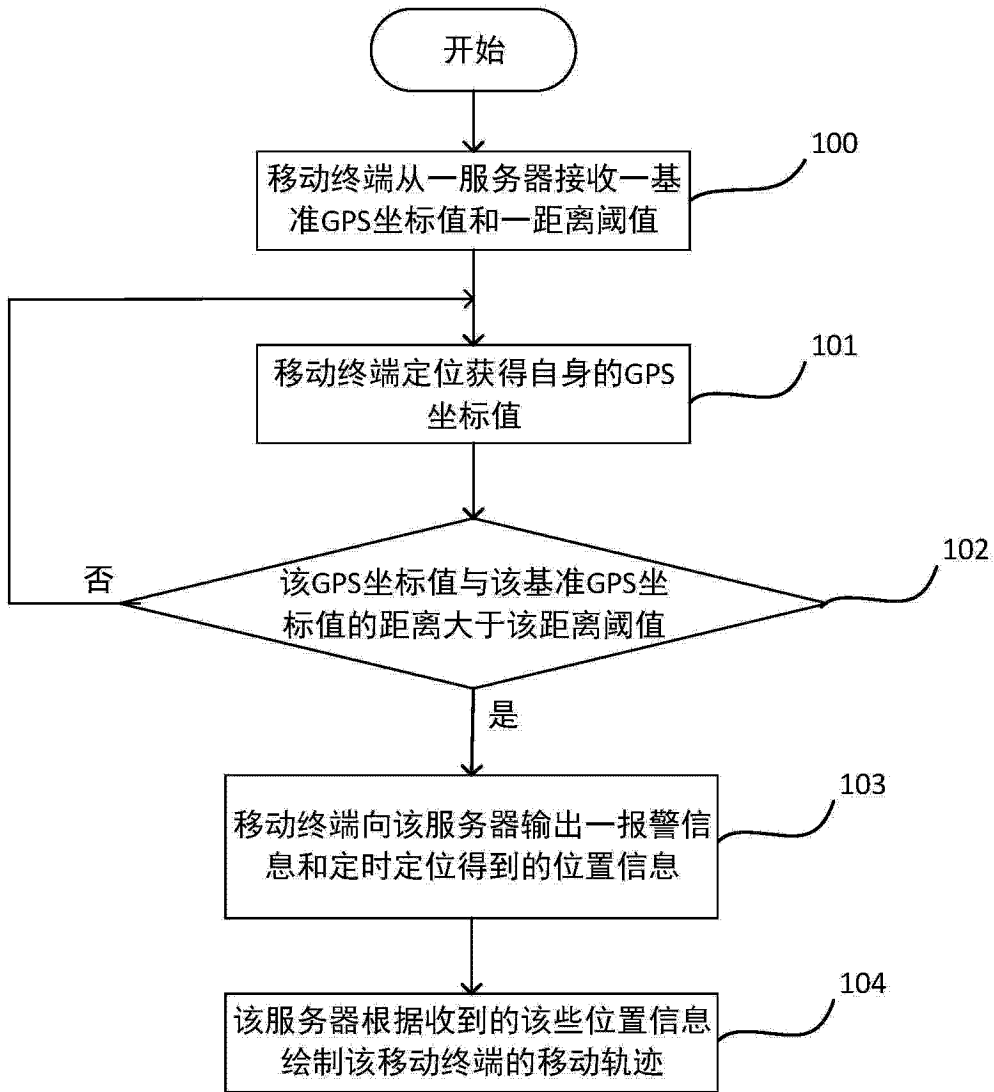 开始
100
移动终端从一服务器接收一基
准GPS坐标值和一距离阈值
101
移动终端定位获得自身的GPS
坐标值
102
否
该GPS坐标值与该基准GPS坐
标值的距离大于该距离阈值
是
103
移动终端向该服务器输出一报警信
息和定时定位得到的位置信息
104
该服务器根据收到的该些位置信息
绘制该移动终端的移动轨迹